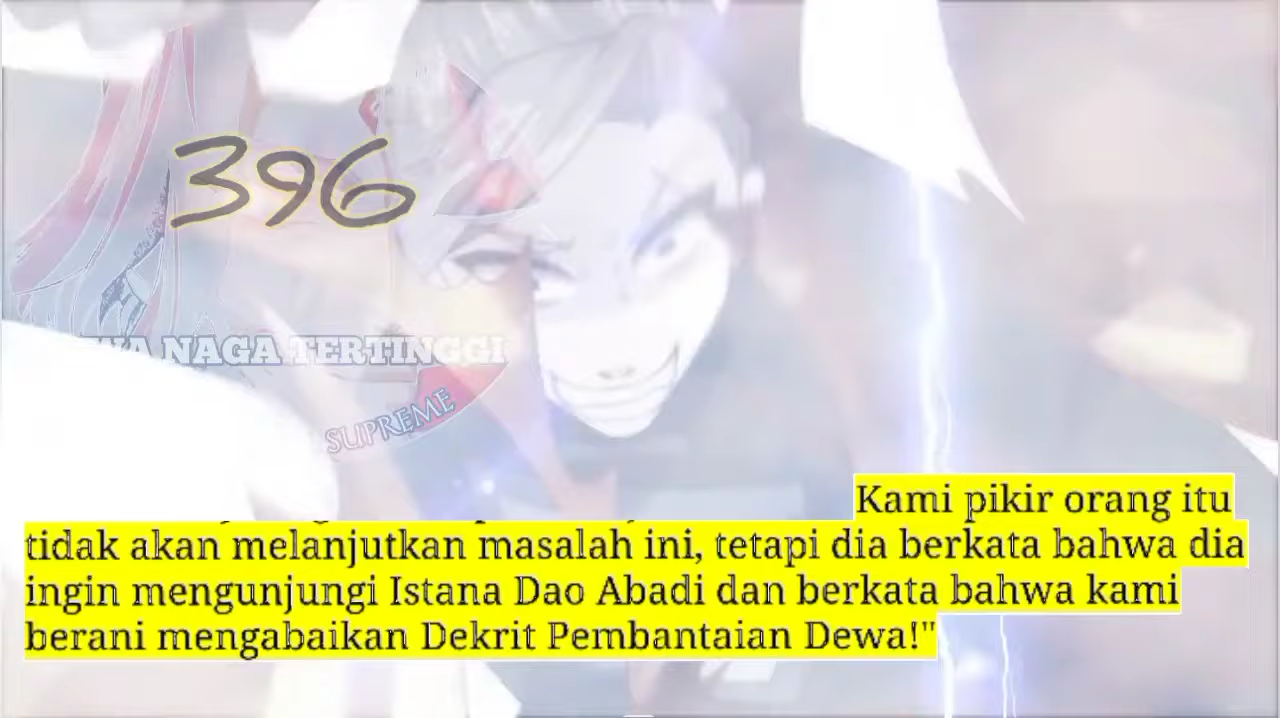 396
NAGA TERTINGGI
SUPREME
Kami pikir orang itu
tidak akan melanjutkan masalah ini, tetapi dia berkata bahwa dia
ingin mengunjungi Istana Dao Abadi dan berkata bahwa kami
berani mengabaikan Dekrit Pembantaian Dewa!"